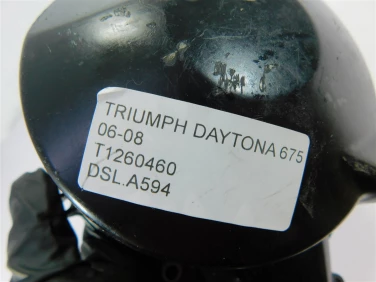 TRIUMPH DAYTONA 675
06-08
T1260460
DSL.A594